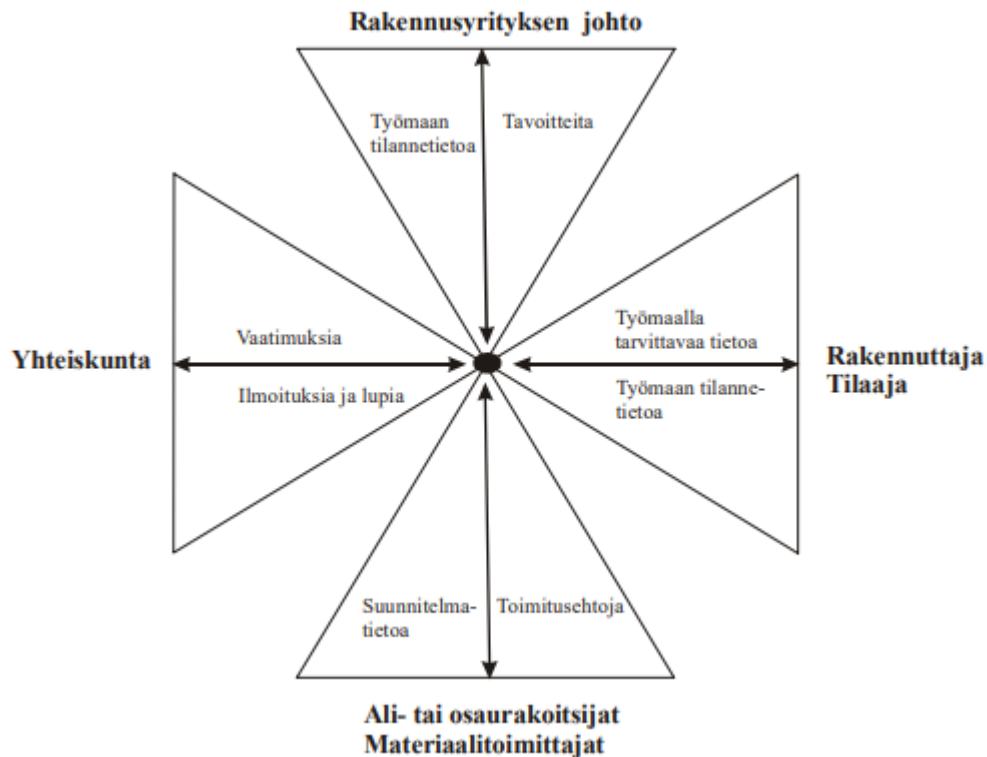 Rakennusyrityksen johto
Työmaan
tilannetietoa
Tavoitteita
Vaatimuksia
Yhteiskunta
Ilmoituksia ja lupia
Työmaalla
tarvittavaa tietoa
Työmaan tilanne-
tietoa
Rakennuttaja
Tilaaja
Suunnitelma-
tietoa
Toimitusehtoja
Ali- tai osaurakoitsijat
Materiaalitoimittajat